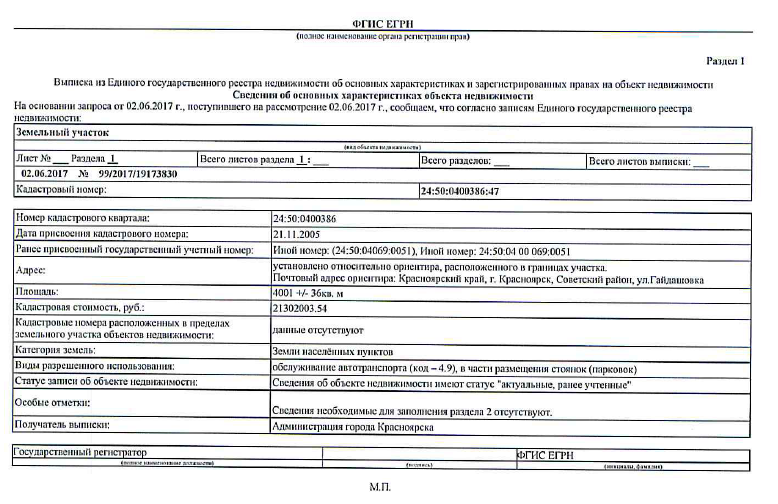 ФГИС ЕГРН
(полное наименование органа регистрации прав)
Раздел 1
Выписка из Единого государственного реестра недвижимости об основных характеристиках и зарегистрированных правах на объект недвижимости
Сведения об основных характеристиках объекта недвижимости
На основании запроса от 02.06.2017 г., поступившего на рассмотрение 02.06.2017 г., сообщаем, что согласно записям Единого государственного реестра
недвижимости:
Земельный участок
(вид объекта недвижимости)
Лист № ___ Раздела 1 Всего листов раздела 1 : ___ Всего разделов: ___ Всего листов выписки: ___
02.06.2017 № 99/2017/19173830
Кадастровый номер: 24:50:0400386:47
Номер кадастрового квартала: 24:50:0400386
Дата присвоения кадастрового номера: 21.11.2005
Ранее присвоенный государственный учетный номер: Иной номер: (24:50:04069:0051), Иной номер: 24:50:04 00 069:0051
Адрес: установлено относительно ориентира, расположенного в границах участка.
Почтовый адрес ориентира: Красноярский край, г. Красноярск, Советский район, ул.Гайдашовка
Площадь: 4001 +/- 36кв. м
Кадастровая стоимость, руб.: 21302003.54
Кадастровые номера расположенных в пределах
земельного участка объектов недвижимости: данные отсутствуют
Категория земель: Земли населённых пунктов
Виды разрешенного использования: обслуживание автотранспорта (код – 4.9), в части размещения стоянок (парковок)
Статус записи об объекте недвижимости: Сведения об объекте недвижимости имеют статус "актуальные, ранее учтенные"
Особые отметки: Сведения необходимые для заполнения раздела 2 отсутствуют.
Получатель выписки: Администрация города Красноярска
Государственный регистратор ФГИС ЕГРН
(полное наименование должности) (подпись) (инициалы, фамилия)
М.П.